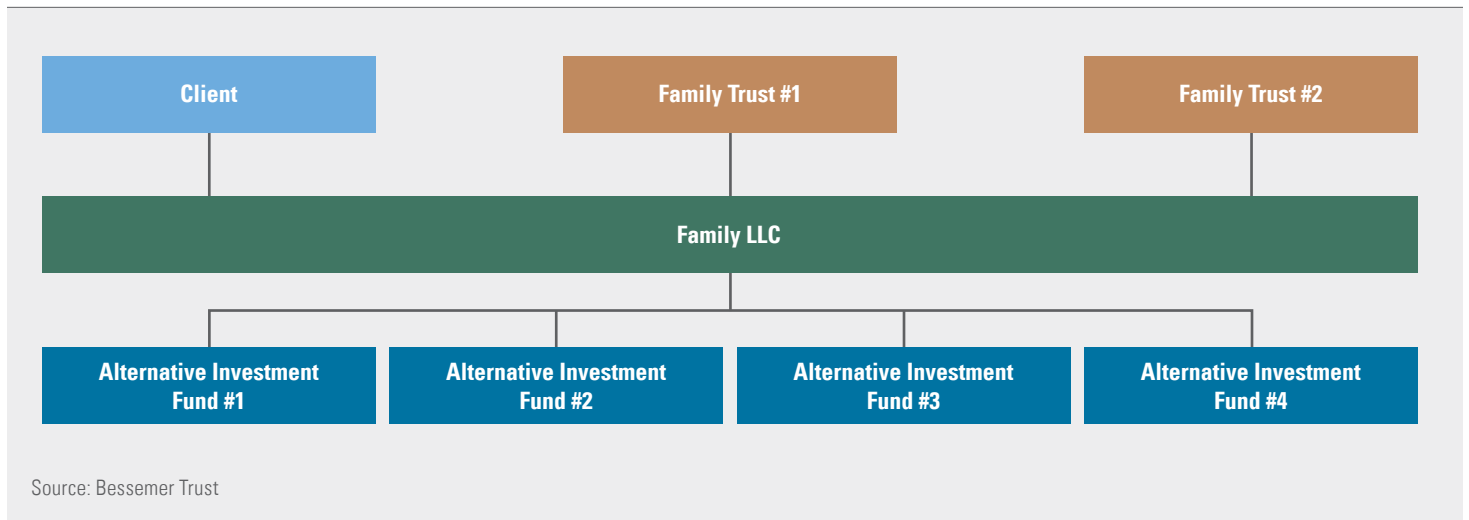 Client
Family Trust #1
Family Trust #2
Family LLC
Alternative Investment
Fund #1
Alternative Investment
Fund #2
Alternative Investment
Fund #3
Alternative Investment
Fund #4
Source: Bessemer Trust